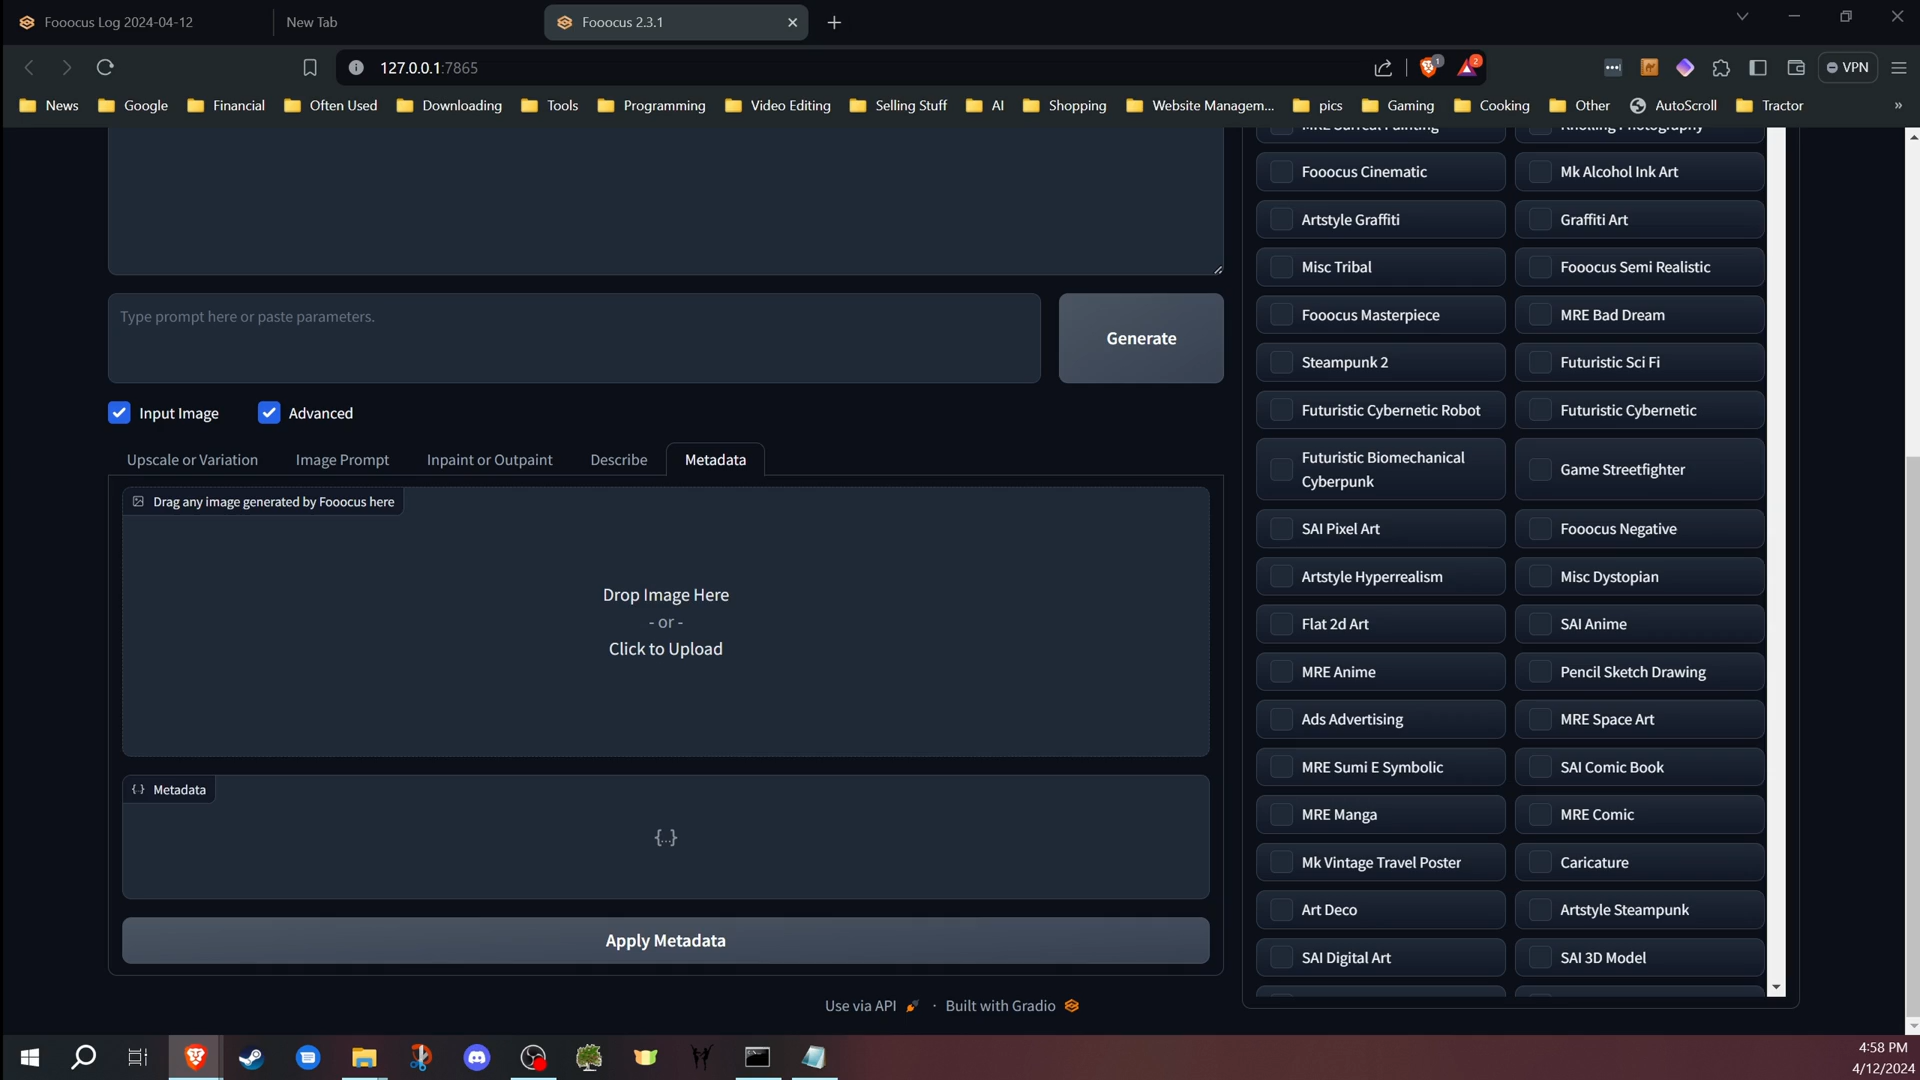 Fooocus Log 2024-04-12
New Tab
Fooocus 2.3.1
127.0.0.1:7865
1
2
VPN
News
Google
Financial
Often Used
Downloading
Tools
Programming
Video Editing
Selling Stuff
AI
Shopping
Website Managem...
pics
Gaming
Cooking
Other
AutoScroll
Tractor
»
Type prompt here or paste parameters.
Generate
Input Image
Advanced
Upscale or Variation
Image Prompt
Inpaint or Outpaint
Describe
Metadata
Drag any image generated by Fooocus here
Drop Image Here
- or -
Click to Upload
{} Metadata
{...}
Apply Metadata
Use via API
·
Built with Gradio
MRE Surreal Painting
Knolling Photography
Fooocus Cinematic
Mk Alcohol Ink Art
Artstyle Graffiti
Graffiti Art
Misc Tribal
Fooocus Semi Realistic
Fooocus Masterpiece
MRE Bad Dream
Steampunk 2
Futuristic Sci Fi
Futuristic Cybernetic Robot
Futuristic Cybernetic
Futuristic Biomechanical
Cyberpunk
Game Streetfighter
SAI Pixel Art
Fooocus Negative
Artstyle Hyperrealism
Misc Dystopian
Flat 2d Art
SAI Anime
MRE Anime
Pencil Sketch Drawing
Ads Advertising
MRE Space Art
MRE Sumi E Symbolic
SAI Comic Book
MRE Manga
MRE Comic
Mk Vintage Travel Poster
Caricature
Art Deco
Artstyle Steampunk
SAI Digital Art
SAI 3D Model
4:58 PM
4/12/2024